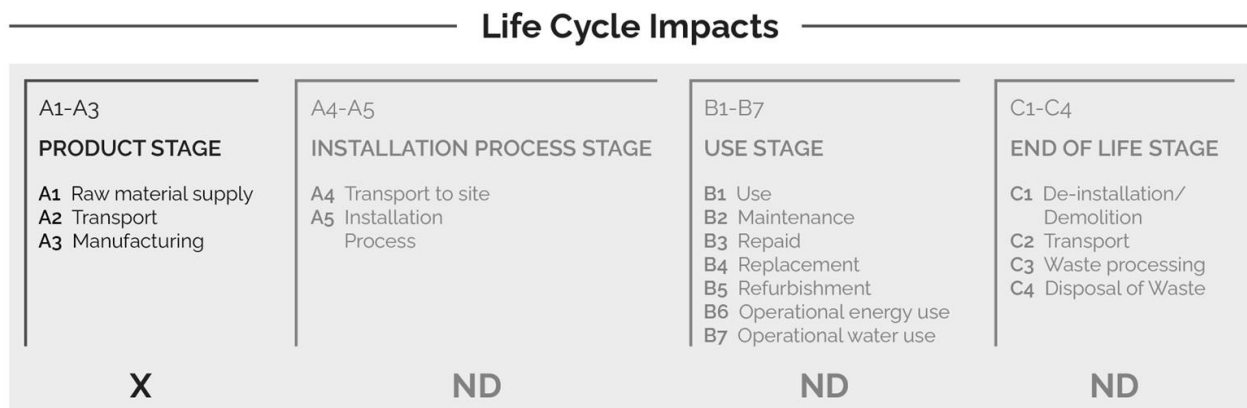 Life Cycle Impacts
A1-A3
PRODUCT STAGE
A1 Raw material supply
A2 Transport
A3 Manufacturing
X
A4-A5
INSTALLATION PROCESS STAGE
A4 Transport to site
A5 Installation
Process
ND
B1-B7
USE STAGE
B1 Use
B2 Maintenance
B3 Repaid
B4 Replacement
B5 Refurbishment
B6 Operational energy use
B7 Operational water use
ND
C1-C4
END OF LIFE STAGE
C1 De-installation/
Demolition
C2 Transport
C3 Waste processing
C4 Disposal of Waste
ND